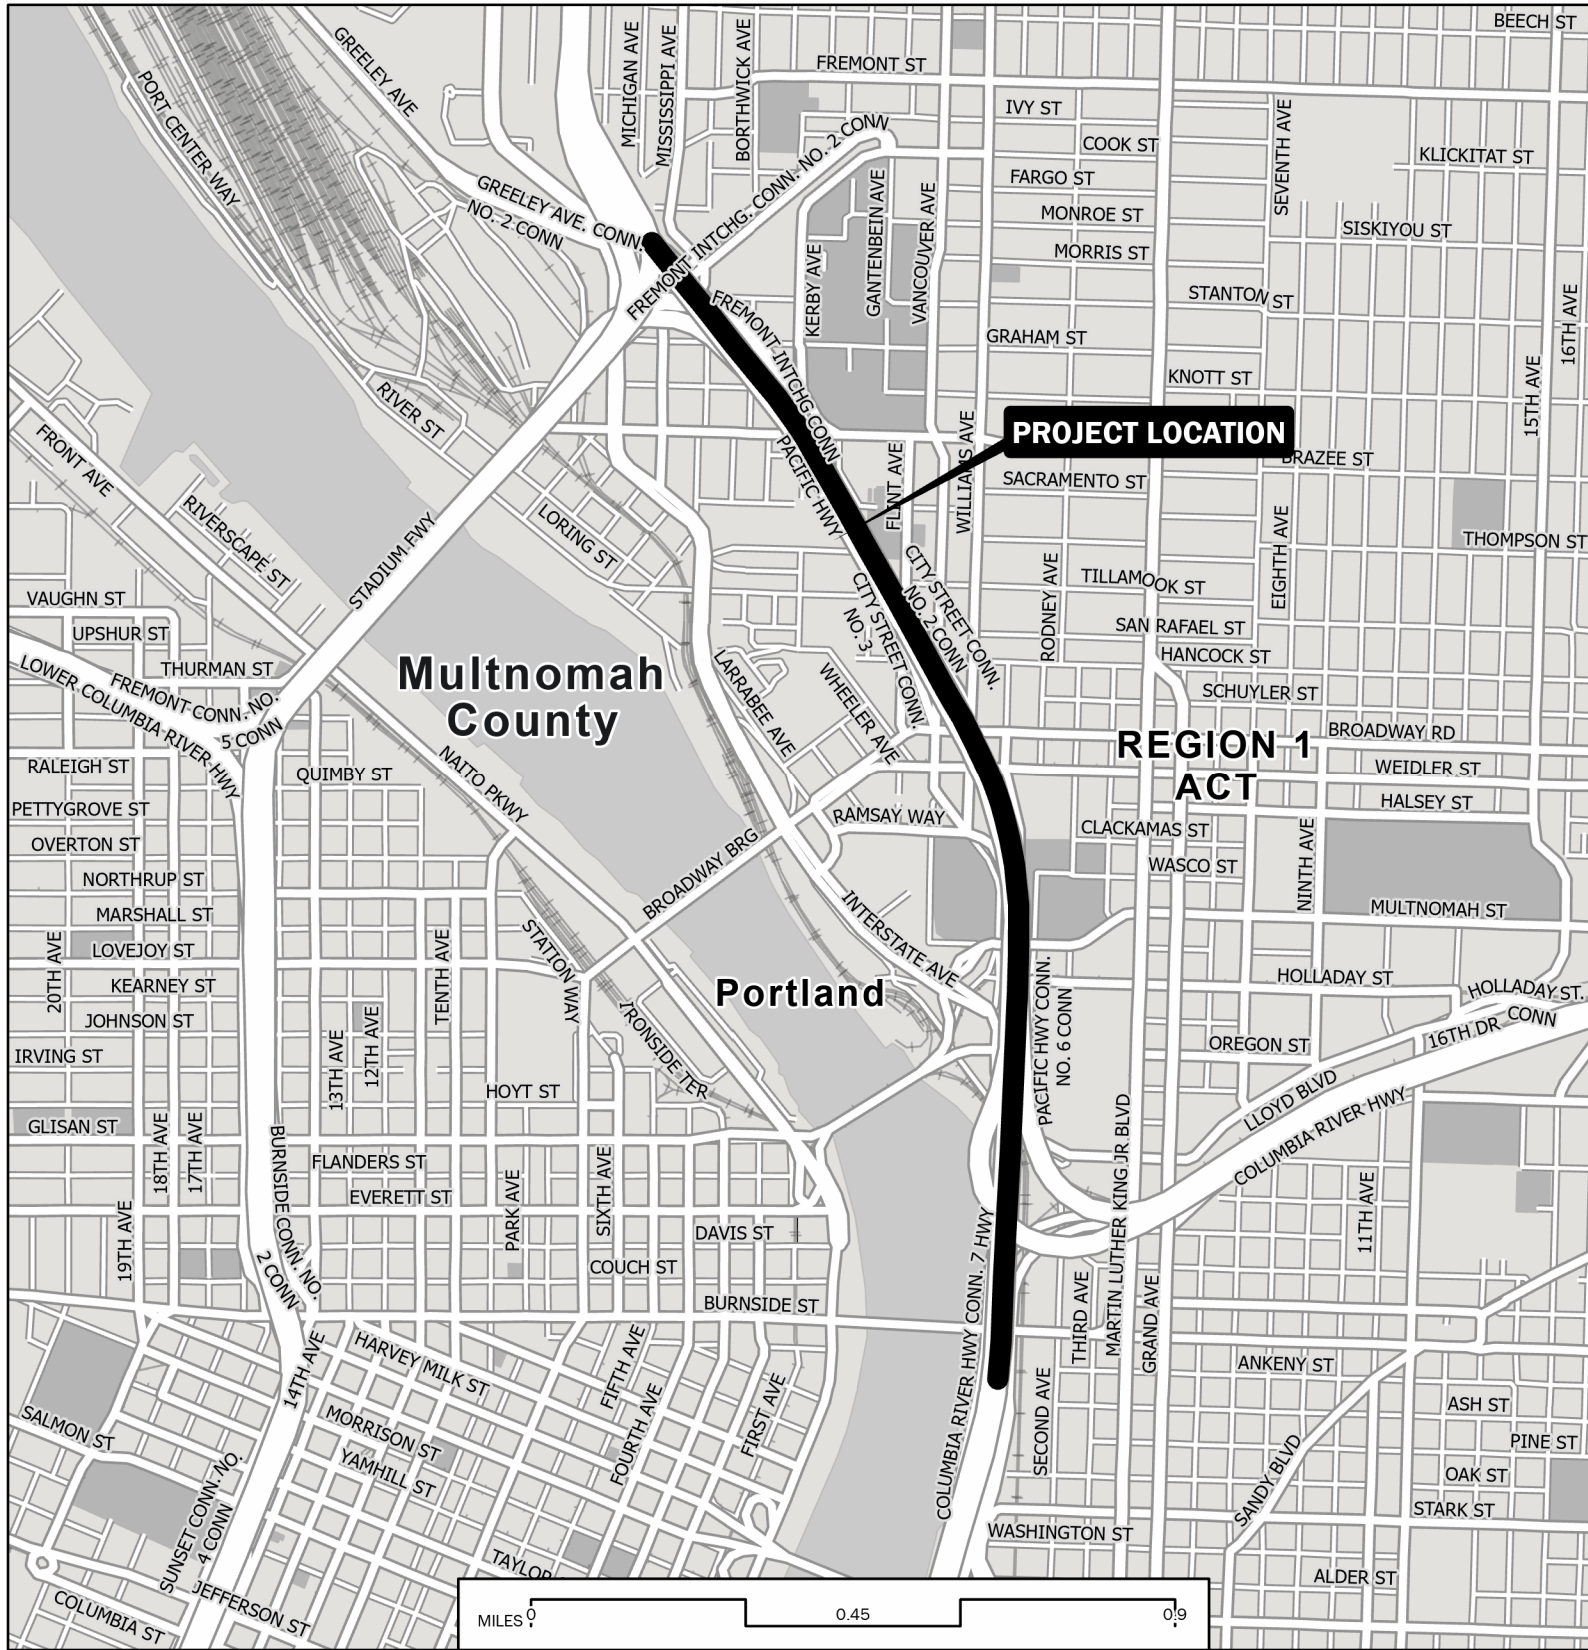 BEECH ST
FREMONT ST
GREELEY AVE
MICHIGAN AVE
MISSISSIPPI AVE
BORTHWICK AVE
PORT CENTER WAY
IVY ST
SEVENTH AVE
COOK ST
KLICKITAT ST
FREMONT INTCHG. CONN. NO. 2 CONN
FARGO ST
GREELEY AVE. CONN.
NO. 2 CONN
MONROE ST
SISKIYOU ST
MORRIS ST
KERBY AVE
GANTENBEIN AVE
VANCOUVER AVE
STANTON ST
16TH AVE
FREMONT INTCHG CONN
GRAHAM ST
KNOTT ST
15TH AVE
RIVER ST
FRONT AVE
PACIFIC HWY
PROJECT LOCATION
BRAZEE ST
FLINT AVE
WILLIAMS AVE
SACRAMENTO ST
RIVERSCAPE ST
LORING ST
STADIUM FWY
EIGHTH AVE
THOMPSON ST
CITY STREET CONN.
NO. 2 CONN
RODNEY AVE
TILLAMOOK ST
VAUGHN ST
UPSHUR ST
CITY STREET CONN.
NO. 3
SAN RAFAEL ST
THURMAN ST
HANCOCK ST
LOWER COLUMBIA RIVER HWY
FREMONT CONN. NO.
5 CONN
Multnomah
County
LARRABEE AVE
WHEELER AVE
SCHUYLER ST
BROADWAY RD
REGION 1
ACT
RALEIGH ST
QUIMBY ST
NAITO PKWY
WEIDLER ST
PETTYGROVE ST
HALSEY ST
RAMSAY WAY
CLACKAMAS ST
OVERTON ST
BROADWAY BRG
WASCO ST
NINTH AVE
NORTHRUP ST
MARSHALL ST
INTERSTATE AVE
MULTNOMAH ST
20TH AVE
LOVEJOY ST
TENTH AVE
STATION WAY
KEARNEY ST
Portland
HOLLADAY ST
HOLLADAY ST.
CONN
JOHNSON ST
16TH DR
IRVING ST
13TH AVE
12TH AVE
IRONSIDE TER
PACIFIC HWY CONN.
NO. 6 CONN
OREGON ST
HOYT ST
LLOYD BLVD
COLUMBIA RIVER HWY
GLISAN ST
18TH AVE
17TH AVE
BURNSIDE CONN. NO.
2 CONN
FLANDERS ST
EVERETT ST
PARK AVE
SIXTH AVE
MARTIN LUTHER KING JR BLVD
19TH AVE
DAVIS ST
11TH AVE
COUCH ST
BURNSIDE ST
COLUMBIA RIVER HWY CONN. 7 HWY
THIRD AVE
GRAND AVE
14TH AVE
HARVEY MILK ST
FIFTH AVE
FOURTH AVE
FIRST AVE
SECOND AVE
ANKENY ST
ASH ST
SALMON ST
MORRISON ST
YAMHILL ST
PINE ST
SANDY BLVD
OAK ST
STARK ST
SUNSET CONN. NO.
4 CONN
WASHINGTON ST
TAYLOR
ALDER ST
JEFFERSON ST
COLUMBIA ST
MILES 0 0.45 0.9